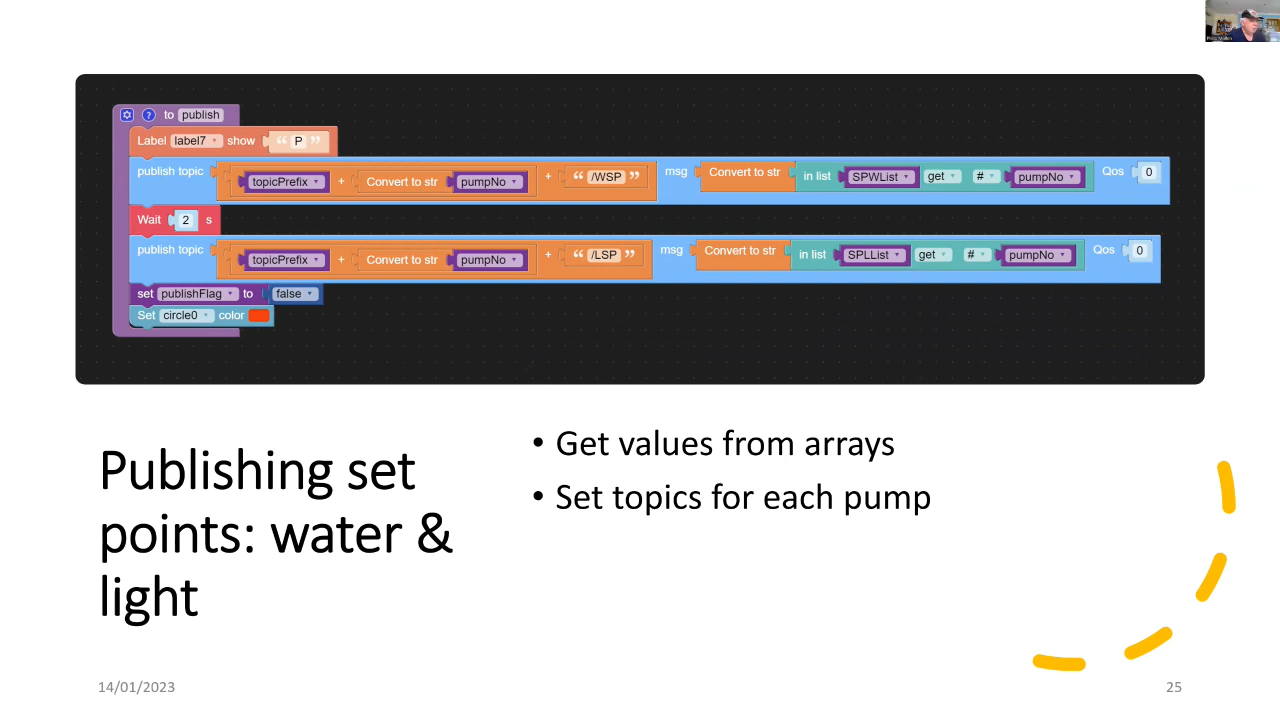 to publish
Label label7 show “ P ”
publish topic topicPrefix + Convert to str pumpNo + “ /WSP ” msg Convert to str in list SPWList get # pumpNo Qos 0
Wait 2 s
publish topic topicPrefix + Convert to str pumpNo + “ /LSP ” msg Convert to str in list SPLList get # pumpNo Qos 0
set publishFlag to false
Set circle0 color
Publishing set
points: water &
light
• Get values from arrays
• Set topics for each pump
14/01/2023
25